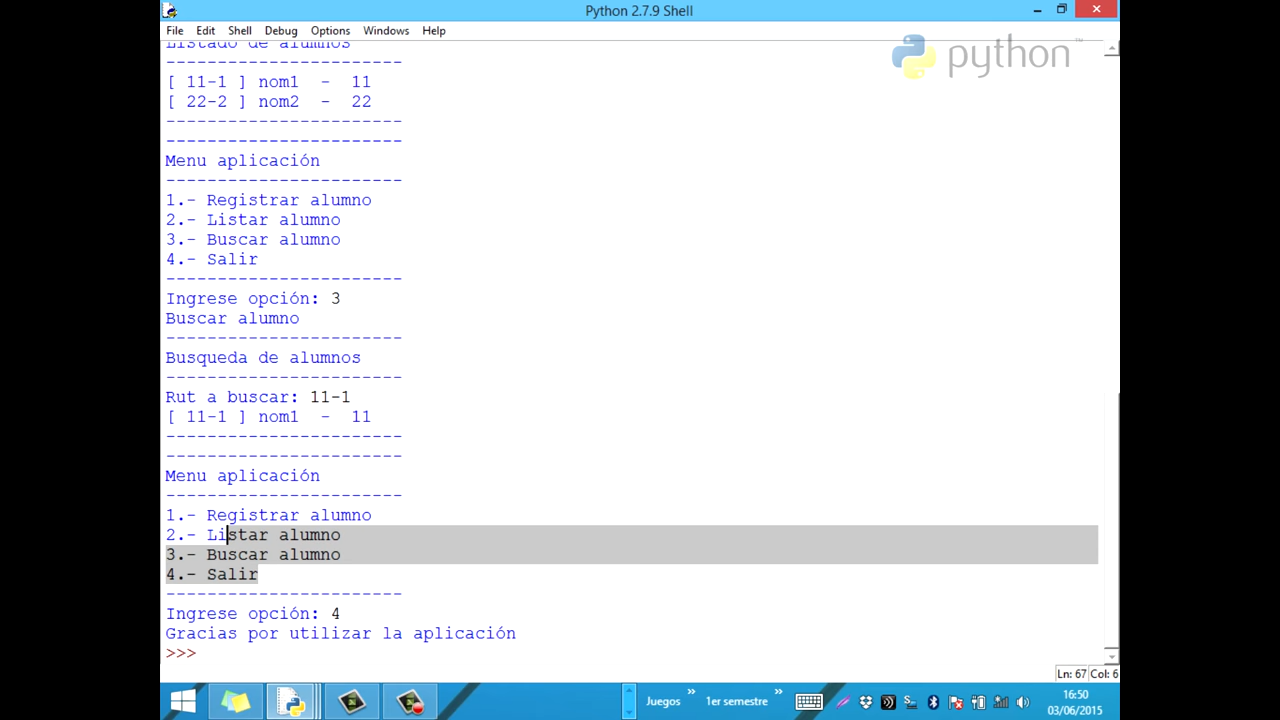 Python 2.7.9 Shell
File Edit Shell Debug Options Windows Help
python™
Listado de alumnos
-----------------------
[ 11-1 ] nom1  -  11
[ 22-2 ] nom2  -  22
-----------------------
-----------------------
Menu aplicación
-----------------------
1.- Registrar alumno
2.- Listar alumno
3.- Buscar alumno
4.- Salir
-----------------------
Ingrese opción: 3
Buscar alumno
-----------------------
Busqueda de alumnos
-----------------------
Rut a buscar: 11-1
[ 11-1 ] nom1  -  11
-----------------------
-----------------------
Menu aplicación
-----------------------
1.- Registrar alumno
2.- Listar alumno
3.- Buscar alumno
4.- Salir
-----------------------
Ingrese opción: 4
Gracias por utilizar la aplicación
>>>
Ln: 67 Col: 6
Juegos » 1er semestre »
16:50
03/06/2015